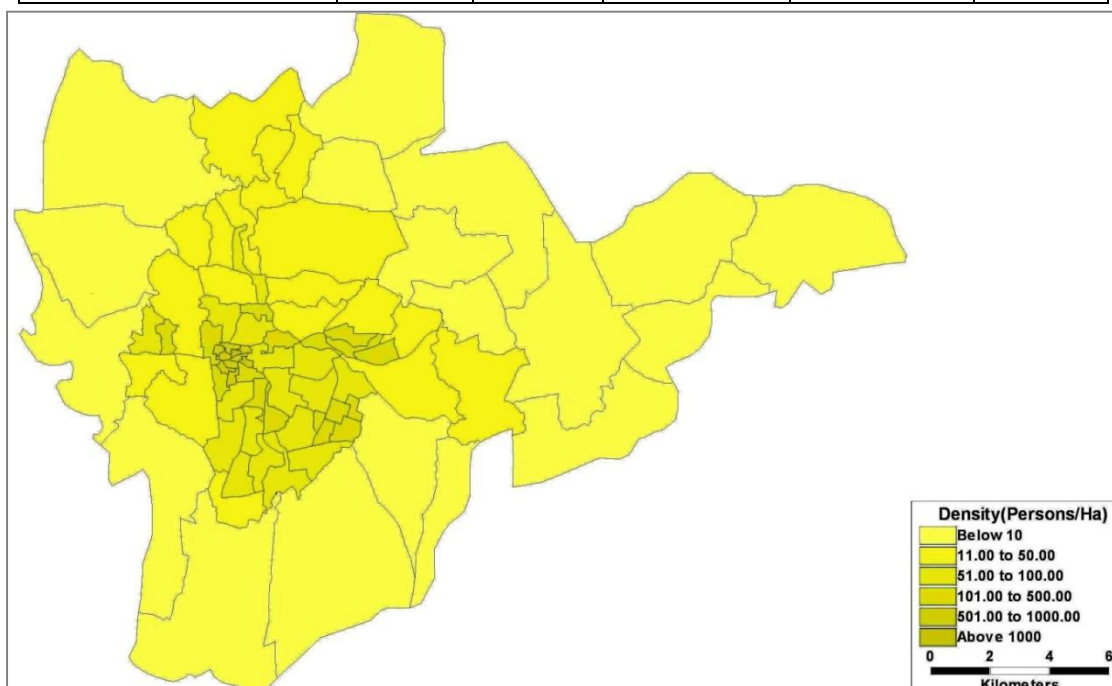 Density(Persons/Ha)
Below 10
11.00 to 50.00
51.00 to 100.00
101.00 to 500.00
501.00 to 1000.00
Above 1000
0 2 4 6
Kilometers